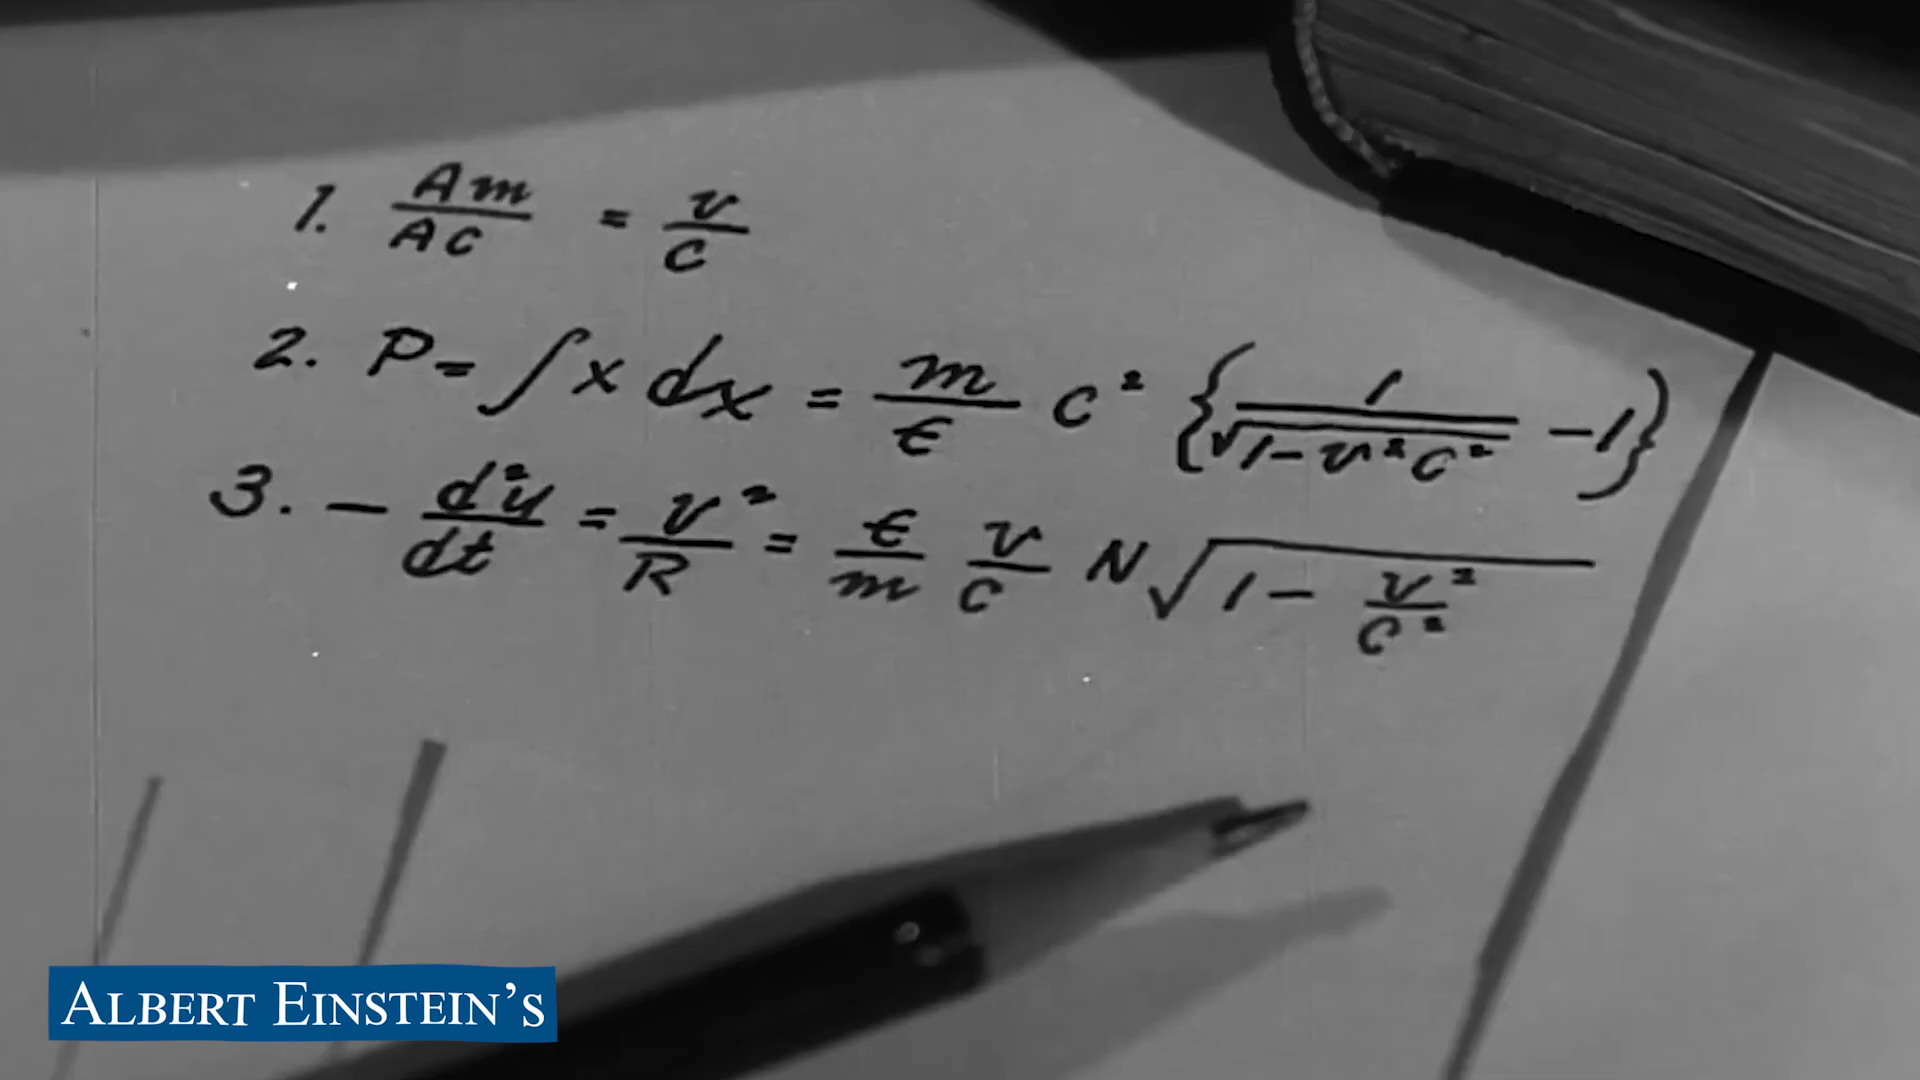 1. Am/AC = v/C
2. P = ∫ x dx = m/ε C² {1/√1-v²C² -1}
3. - d²y/dt = v²/R = ε/m v/C N √1 - v²/C²
ALBERT EINSTEIN'S